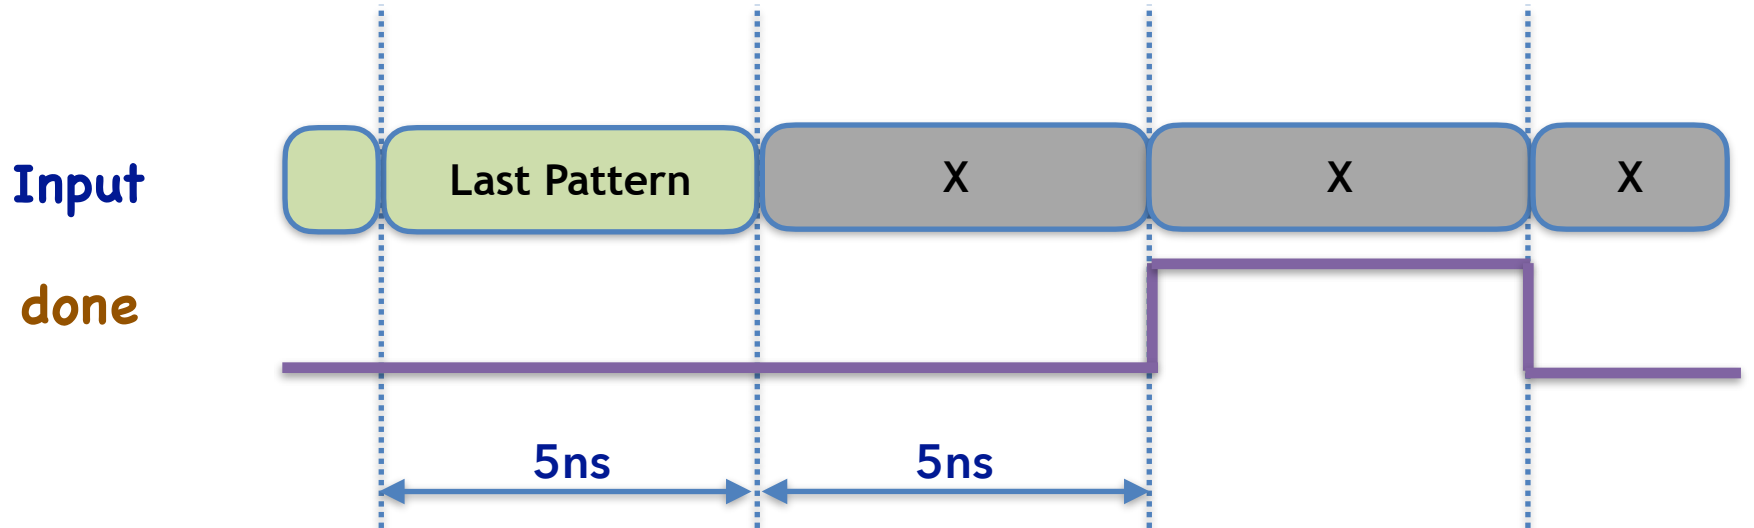 Input
Last Pattern
X
X
X
done
5ns
5ns